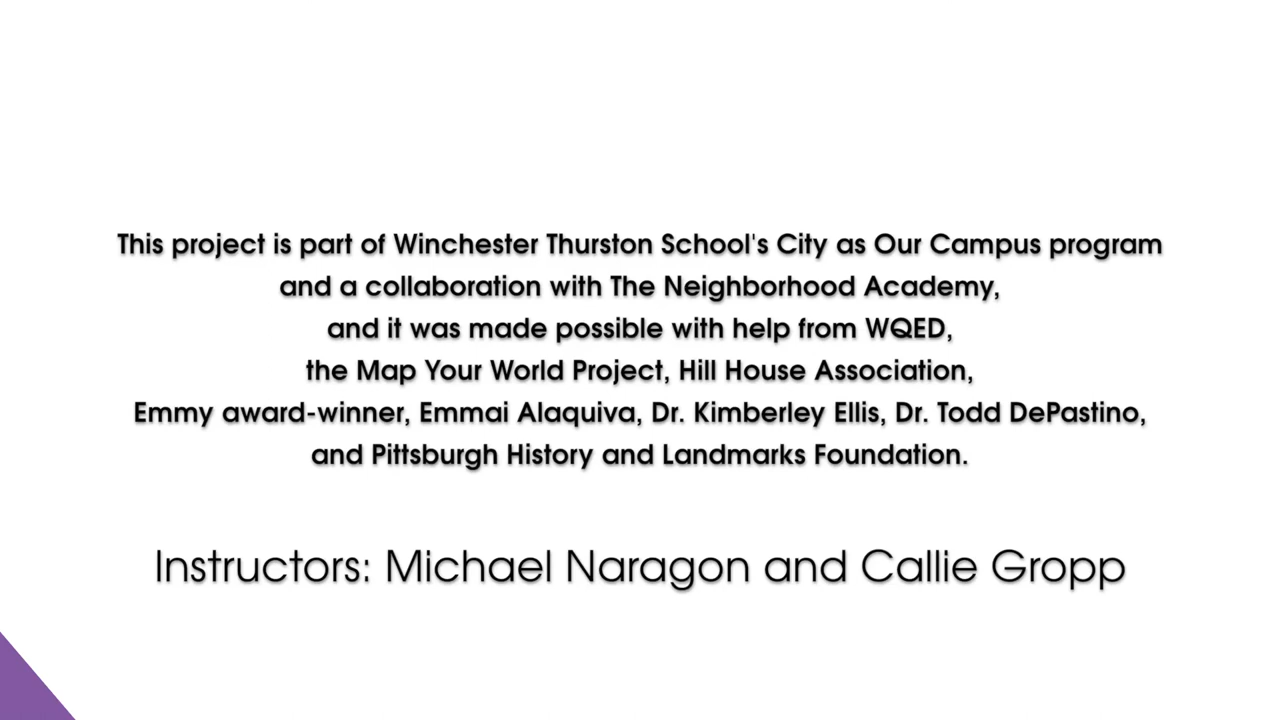 This project is part of Winchester Thurston School's City as Our Campus program
and a collaboration with The Neighborhood Academy,
and it was made possible with help from WQED,
the Map Your World Project, Hill House Association,
Emmy award-winner, Emmai Alaquiva, Dr. Kimberley Ellis, Dr. Todd DePastino,
and Pittsburgh History and Landmarks Foundation.
Instructors: Michael Naragon and Callie Gropp